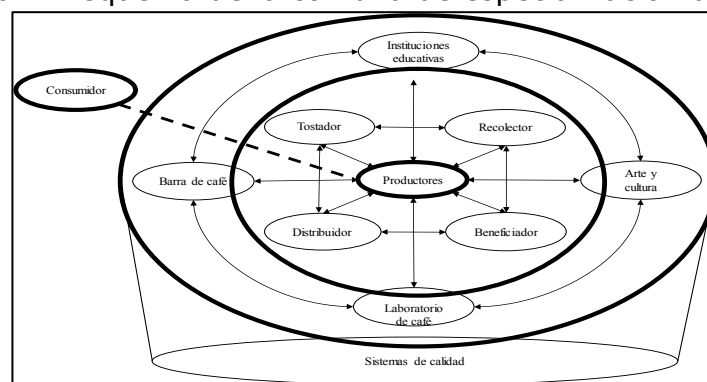 Instituciones
educativas
Consumidor
Tostador
Recolector
Barra de café
Productores
Arte y
cultura
Distribuidor
Beneficiador
Laboratorio
de café
Sistemas de calidad